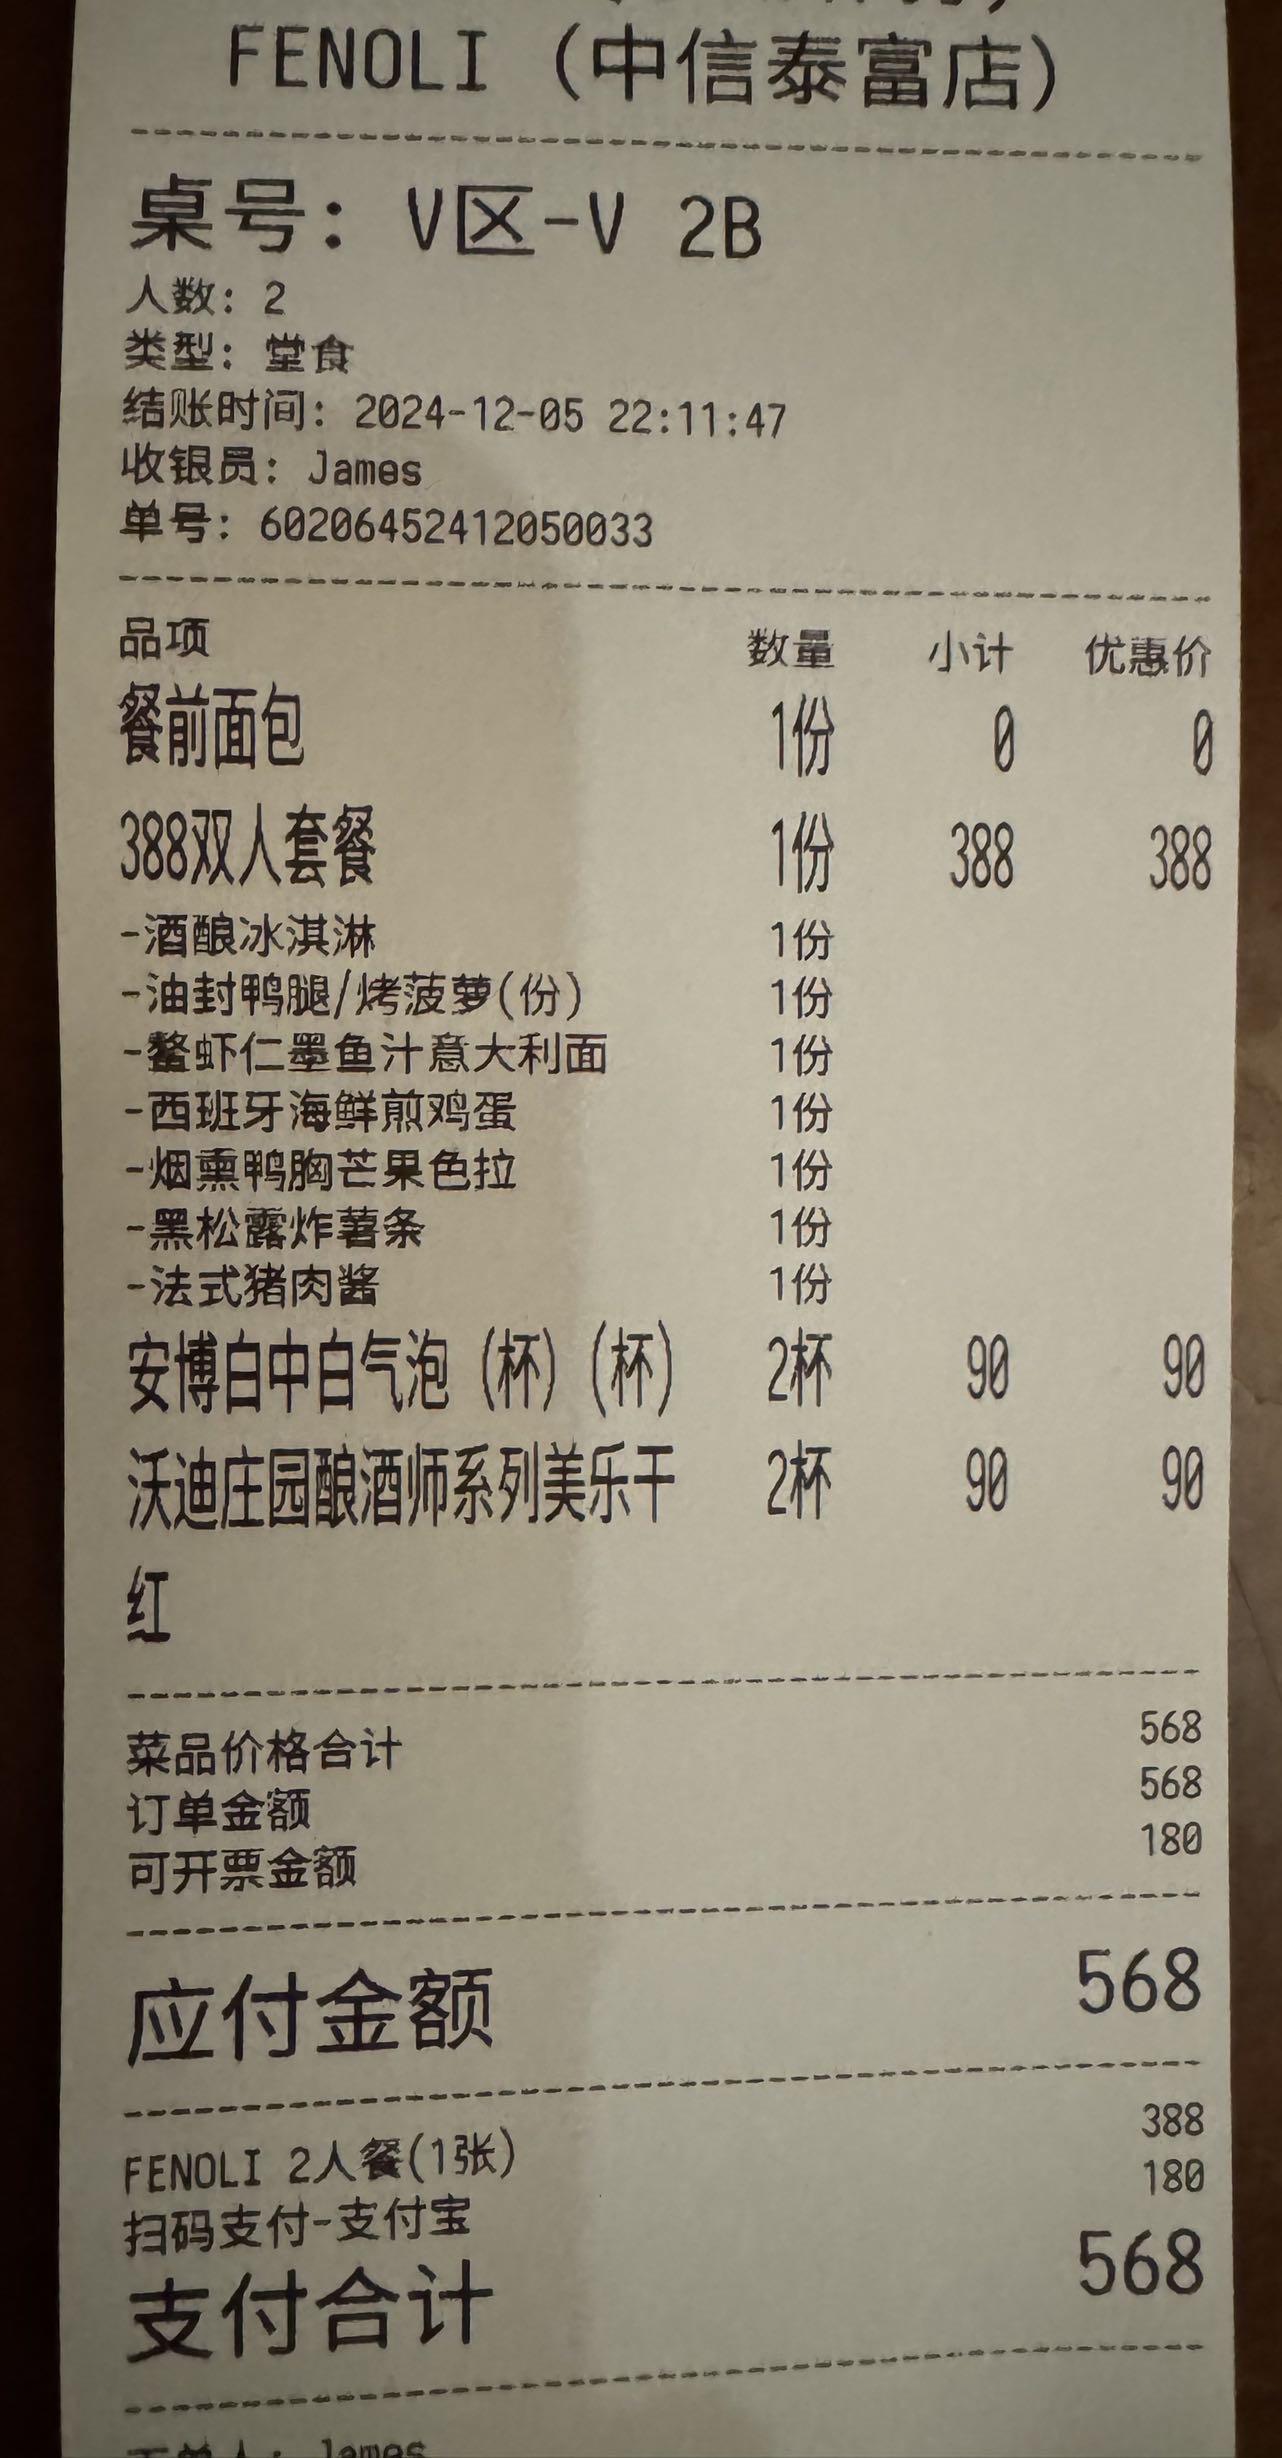 FENOLI (中信泰富店)
桌号: V区-V 2B
人数: 2
类型: 堂食
结账时间: 2024-12-05 22:11:47
收银员: James
单号: 60206452412050033
品项 数量 小计 优惠价
餐前面包 1份 0 0
388双人套餐 1份 388 388
-酒酿冰淇淋 1份
-油封鸭腿/烤菠萝(份) 1份
-鳌虾仁墨鱼汁意大利面 1份
-西班牙海鲜煎鸡蛋 1份
-烟熏鸭胸芒果色拉 1份
-黑松露炸薯条 1份
-法式猪肉酱 1份
安博白中白气泡 (杯) (杯) 2杯 90 90
沃迪庄园酿酒师系列美乐干 2杯 90 90
红
菜品价格合计 568
订单金额 568
可开票金额 180
应付金额 568
FENOLI 2人餐(1张) 388
扫码支付-支付宝 180
支付合计 568
James